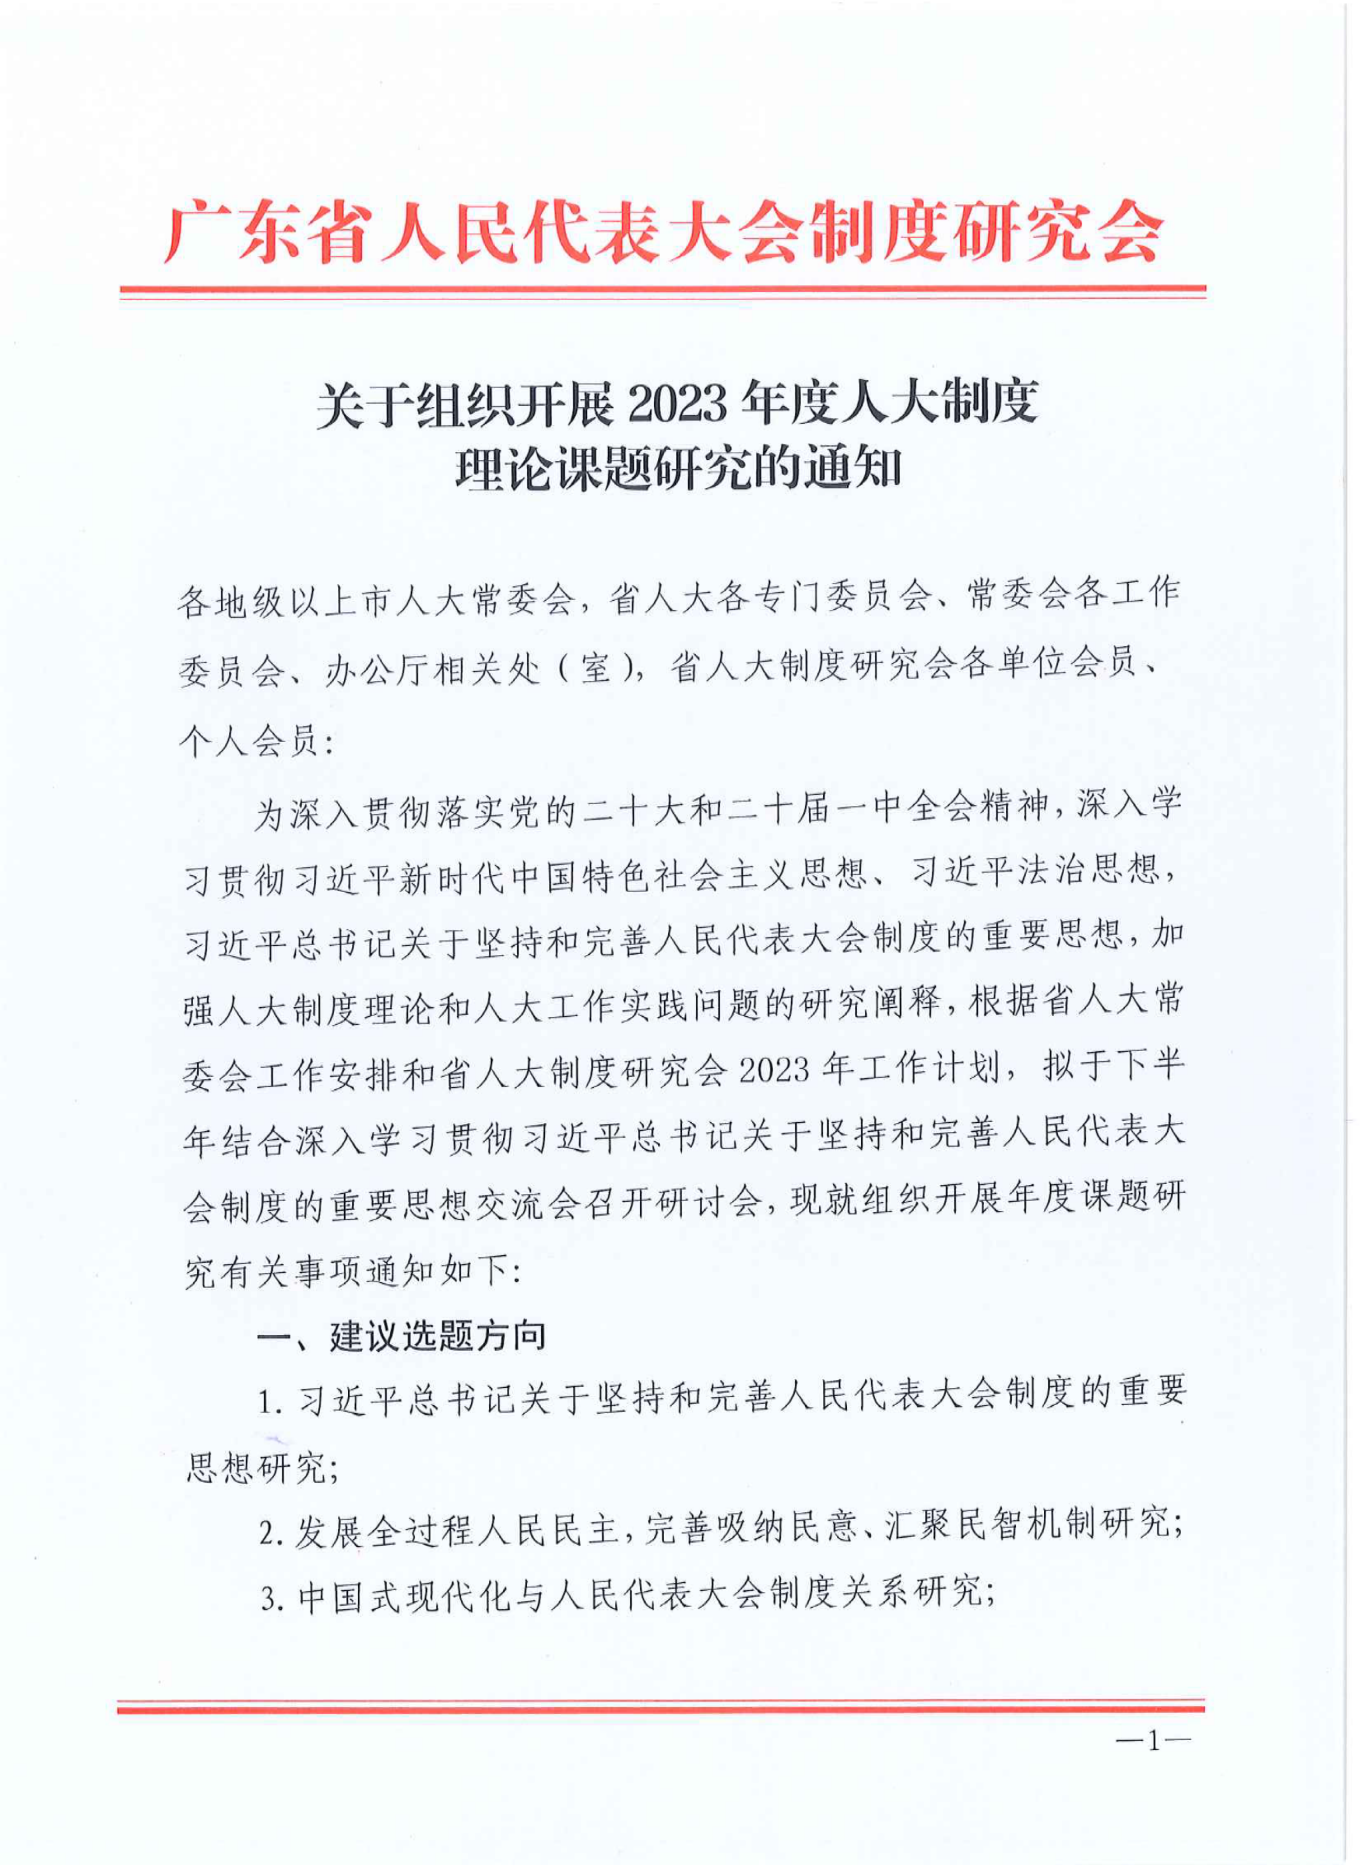 广东省人民代表大会制度研究会
关于组织开展 2023 年度人大制度
理论课题研究的通知
各地级以上市人大常委会，省人大各专门委员会、常委会各工作
委员会、办公厅相关处（室），省人大制度研究会各单位会员、
个人会员：
为深入贯彻落实党的二十大和二十届一中全会精神，深入学
习贯彻习近平新时代中国特色社会主义思想、习近平法治思想，
习近平总书记关于坚持和完善人民代表大会制度的重要思想，加
强人大制度理论和人大工作实践问题的研究阐释，根据省人大常
委会工作安排和省人大制度研究会 2023 年工作计划，拟于下半
年结合深入学习贯彻习近平总书记关于坚持和完善人民代表大
会制度的重要思想交流会召开研讨会，现就组织开展年度课题研
究有关事项通知如下：
一、建议选题方向
1. 习近平总书记关于坚持和完善人民代表大会制度的重要
思想研究；
2. 发展全过程人民民主，完善吸纳民意、汇聚民智机制研究；
3. 中国式现代化与人民代表大会制度关系研究；
—1—